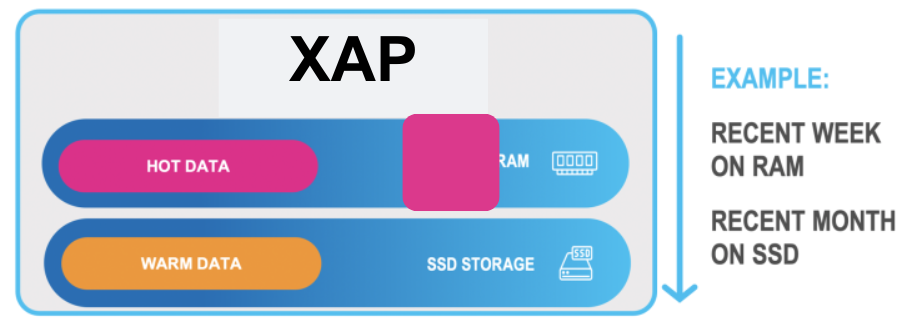 XAP
HOT DATA
RAM
WARM DATA
SSD STORAGE
SSD
EXAMPLE:
RECENT WEEK
ON RAM
RECENT MONTH
ON SSD